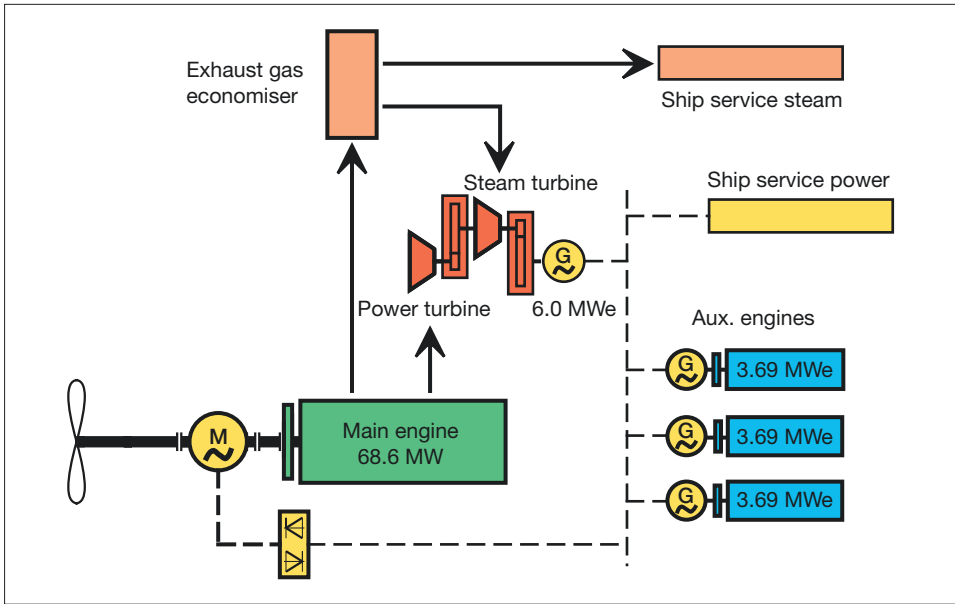 Exhaust gas
economiser
Ship service steam
Steam turbine
Ship service power
G
Power turbine
6.0 MWe
Aux. engines
G
3.69 MWe
M
Main engine
68.6 MW
G
3.69 MWe
G
3.69 MWe